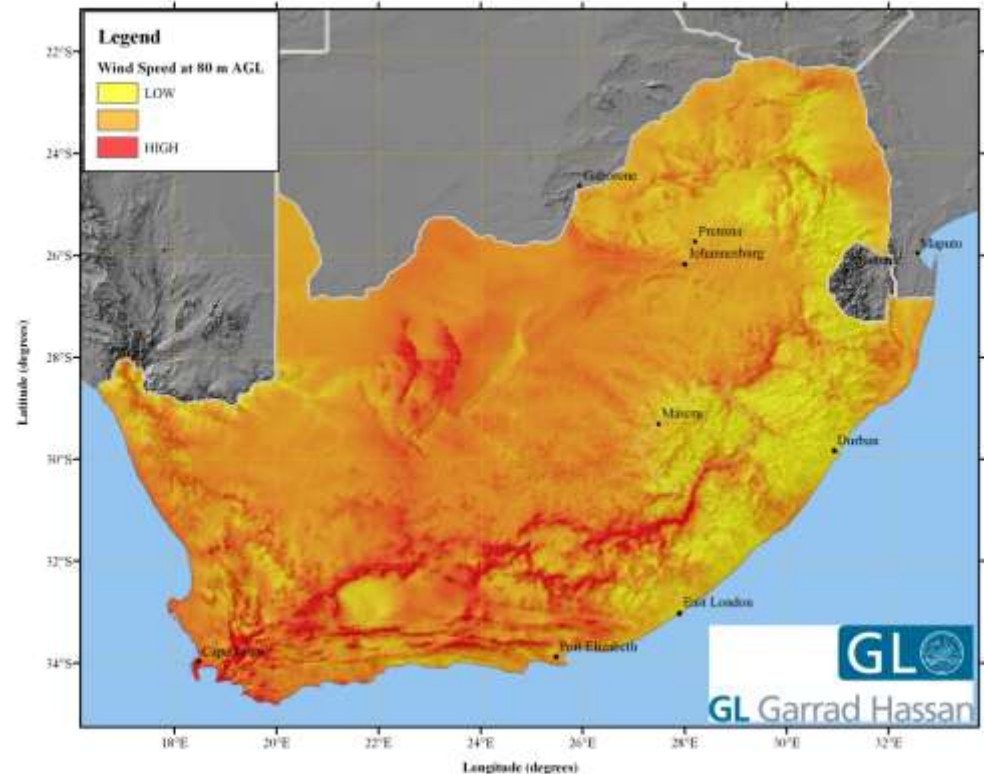 Legend
Wind Speed at 80 m AGL
LOW
HIGH
22°S
24°S
26°S
28°S
30°S
32°S
34°S
Latitude (degrees)
Gaborone
Pretoria
Johannesburg
Maputo
Maseru
Durban
East London
Port Elizabeth
Cape Town
GL
GL Garrad Hassan
18°E
20°E
22°E
24°E
26°E
28°E
30°E
32°E
Longitude (degrees)